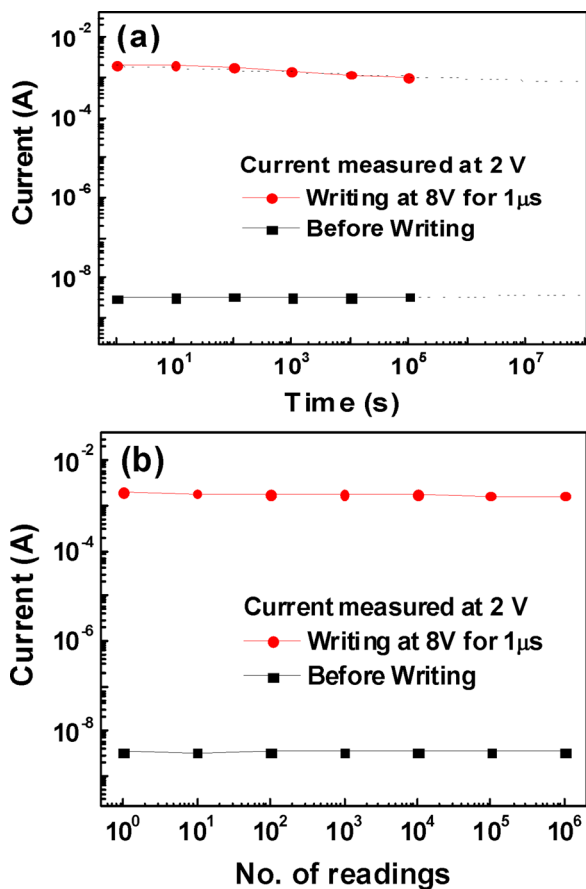 (a)
Current (A)
10⁻²
10⁻⁴
10⁻⁶
10⁻⁸
Current measured at 2 V
Writing at 8V for 1μs
Before Writing
10¹ 10³ 10⁵ 10⁷
Time (s)
(b)
Current (A)
10⁻²
10⁻⁴
10⁻⁶
10⁻⁸
Current measured at 2 V
Writing at 8V for 1μs
Before Writing
10⁰ 10¹ 10² 10³ 10⁴ 10⁵ 10⁶
No. of readings